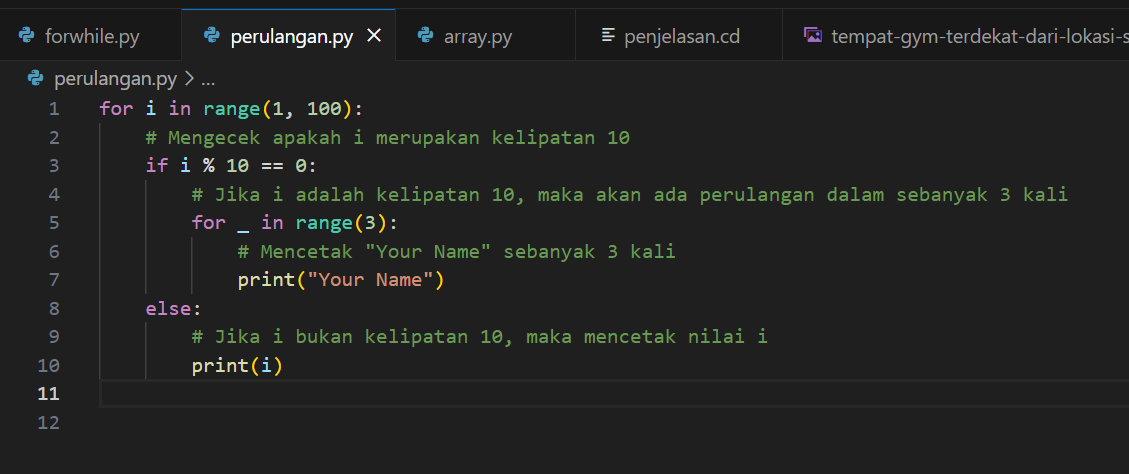 forwhile.py perulangan.py × array.py penjelasan.cd tempat-gym-terdekat-dari-lokasi-s
perulangan.py > ...
1 for i in range(1, 100):
2 # Mengecek apakah i merupakan kelipatan 10
3 if i % 10 == 0:
4 # Jika i adalah kelipatan 10, maka akan ada perulangan dalam sebanyak 3 kali
5 for _ in range(3):
6 # Mencetak "Your Name" sebanyak 3 kali
7 print("Your Name")
8 else:
9 # Jika i bukan kelipatan 10, maka mencetak nilai i
10 print(i)
11
12